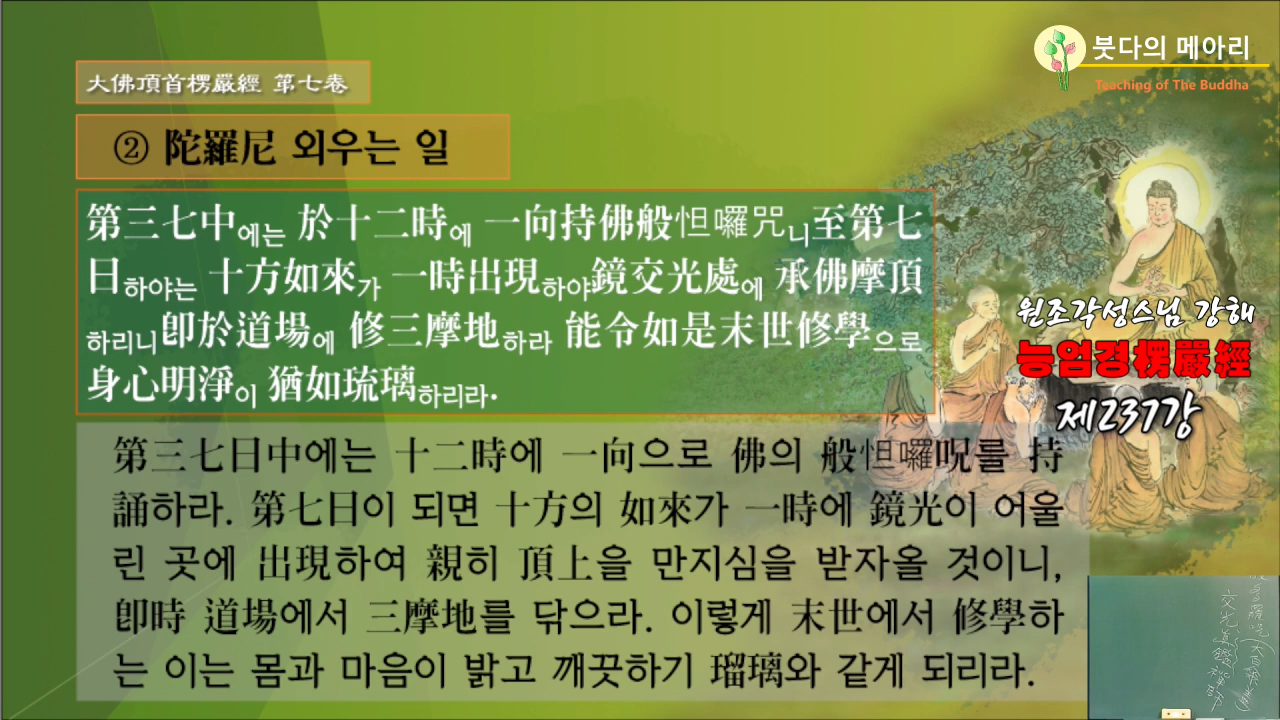 붓다의 메아리
Teaching of The Buddha
大佛頂首楞嚴經 第七卷
② 陀羅尼 외우는 일
第三七中에는 於十二時에 一向持佛般怛囉咒니至第七
日하야는 十方如來가 一時出現하야鏡交光處에 承佛摩頂
하리니卽於道場에 修三摩地하라 能令如是末世修學으로
身心明淨이 猶如琉璃하리라.
第三七日中에는 十二時에 一向으로 佛의 般怛囉呪를 持
誦하라. 第七日이 되면 十方의 如來가 一時에 鏡光이 어울
린 곳에 出現하여 親히 頂上을 만지심을 받자올 것이니,
卽時 道場에서 三摩地를 닦으라. 이렇게 末世에서 修學하
는 이는 몸과 마음이 밝고 깨끗하기 瑠璃와 같게 되리라.
원조각성스님 강해
능엄경楞嚴經
제237강